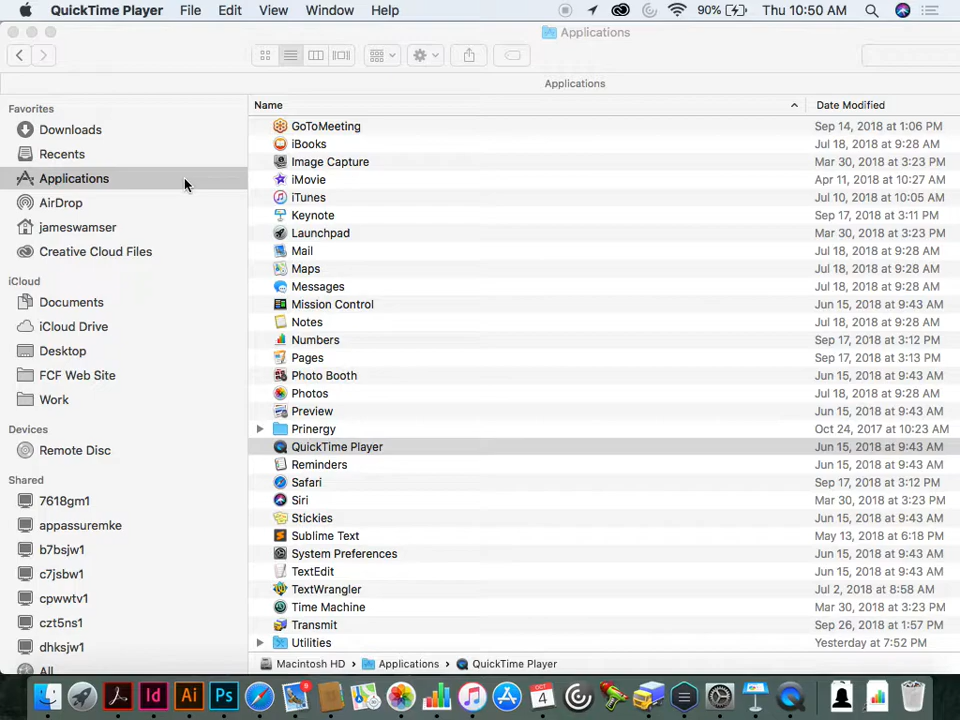 QuickTime Player File Edit View Window Help 90% Thu 10:50 AM
Applications
Applications
Favorites
Downloads
Recents
Applications
AirDrop
jameswamser
Creative Cloud Files
iCloud
Documents
iCloud Drive
Desktop
FCF Web Site
Work
Devices
Remote Disc
Shared
7618gm1
appassuremke
b7bsjw1
c7jsbw1
cpwwtv1
czt5ns1
dhksjw1
All
Name Date Modified
GoToMeeting Sep 14, 2018 at 1:06 PM
iBooks Jul 18, 2018 at 9:28 AM
Image Capture Mar 30, 2018 at 3:23 PM
iMovie Apr 11, 2018 at 10:27 AM
iTunes Jul 10, 2018 at 10:05 AM
Keynote Sep 17, 2018 at 3:11 PM
Launchpad Mar 30, 2018 at 3:23 PM
Mail Jul 18, 2018 at 9:28 AM
Maps Jul 18, 2018 at 9:28 AM
Messages Jul 18, 2018 at 9:28 AM
Mission Control Jun 15, 2018 at 9:43 AM
Notes Jul 18, 2018 at 9:28 AM
Numbers Sep 17, 2018 at 3:12 PM
Pages Sep 17, 2018 at 3:13 PM
Photo Booth Jun 15, 2018 at 9:43 AM
Photos Jul 18, 2018 at 9:28 AM
Preview Jun 15, 2018 at 9:43 AM
Prinergy Oct 24, 2017 at 10:23 AM
QuickTime Player Jun 15, 2018 at 9:43 AM
Reminders Jun 15, 2018 at 9:43 AM
Safari Sep 17, 2018 at 3:12 PM
Siri Mar 30, 2018 at 3:23 PM
Stickies Jun 15, 2018 at 9:43 AM
Sublime Text May 13, 2018 at 6:18 PM
System Preferences Jun 15, 2018 at 9:43 AM
TextEdit Jun 15, 2018 at 9:43 AM
TextWrangler Jul 2, 2018 at 8:58 AM
Time Machine Mar 30, 2018 at 3:23 PM
Transmit Sep 26, 2018 at 1:57 PM
Utilities Yesterday at 7:52 PM
Macintosh HD Applications QuickTime Player
Id Ai Ps OCT 4